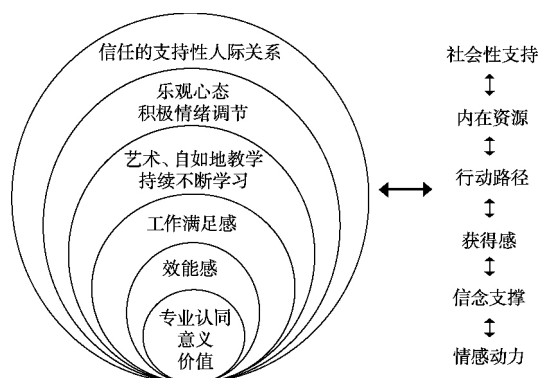 信任的支持性人际关系
乐观心态
积极情绪调节
艺术、自如地教学
持续不断学习
工作满足感
效能感
专业认同
意义
价值
社会性支持
内在资源
行动路径
获得感
信念支撑
情感动力